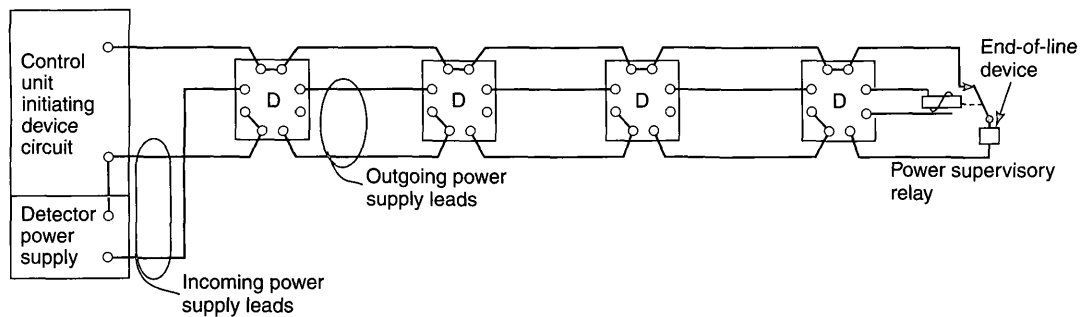 Control
unit
initiating
device
circuit
Detector
power
supply
D
D
D
D
End-of-line
device
Power supervisory
relay
Outgoing power
supply leads
Incoming power
supply leads